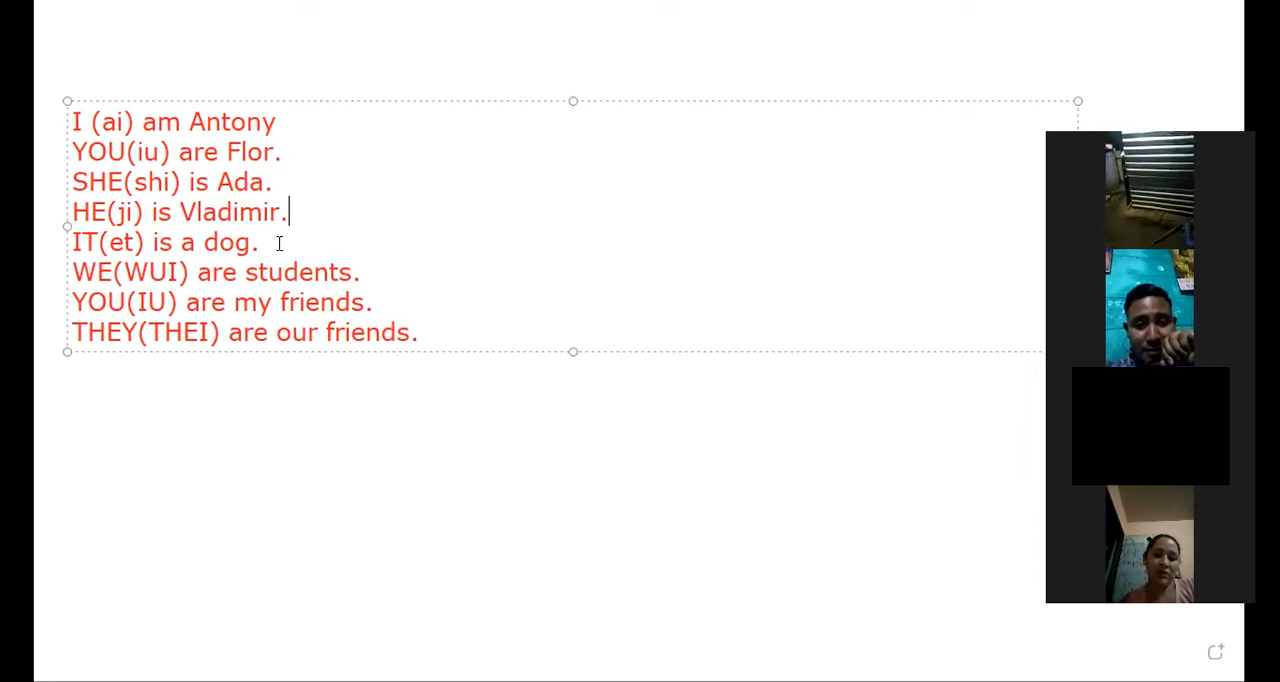 I (ai) am Antony
YOU(iu) are Flor.
SHE(shi) is Ada.
HE(ji) is Vladimir.
IT(et) is a dog.
WE(WUI) are students.
YOU(IU) are my friends.
THEY(THEI) are our friends.